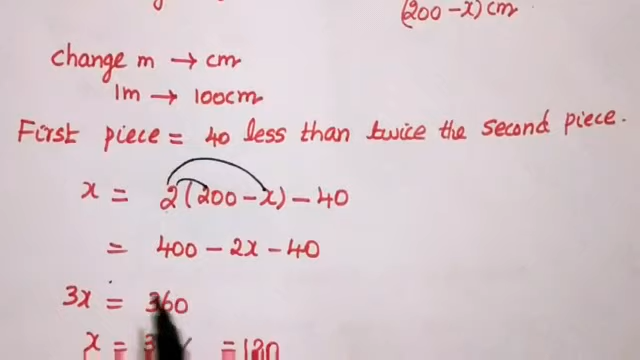 (200 - x) cm
change m → cm
1m → 100cm
First piece = 40 less than twice the second piece.
x = 2(200 - x) - 40
= 400 - 2x - 40
3x = 360
x = = 120